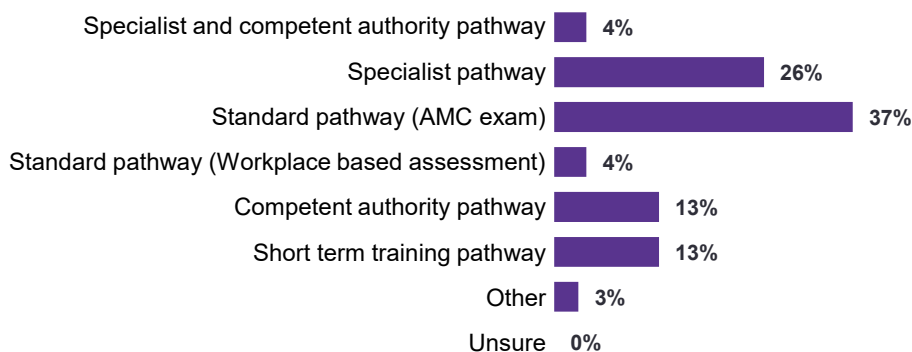 Specialist and competent authority pathway 4%
Specialist pathway 26%
Standard pathway (AMC exam) 37%
Standard pathway (Workplace based assessment) 4%
Competent authority pathway 13%
Short term training pathway 13%
Other 3%
Unsure 0%